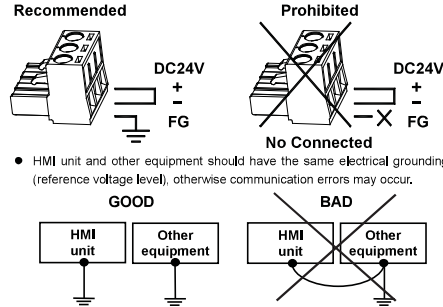 Recommended
Prohibited
DC24V
+
-
FG
DC24V
+
-
FG
No Connected
● HMI unit and other equipment should have the same electrical grounding
(reference voltage level), otherwise communication errors may occur.
GOOD
BAD
HMI
unit
Other
equipment
HMI
unit
Other
equipment